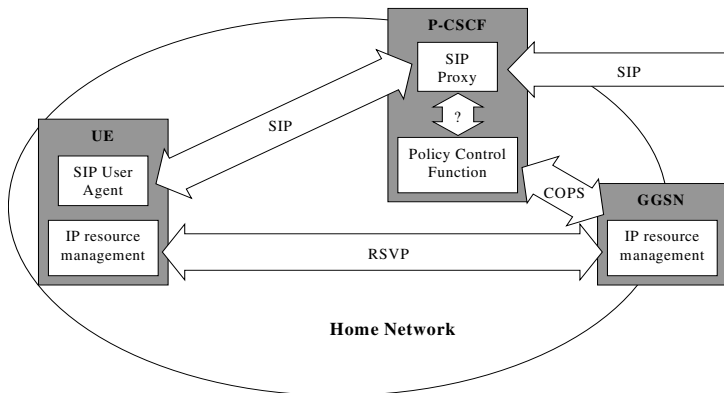 P-CSCF
SIP
Proxy
SIP
?
SIP
UE
Policy Control
Function
SIP User
Agent
COPS
GGSN
IP resource
management
IP resource
management
RSVP
Home Network